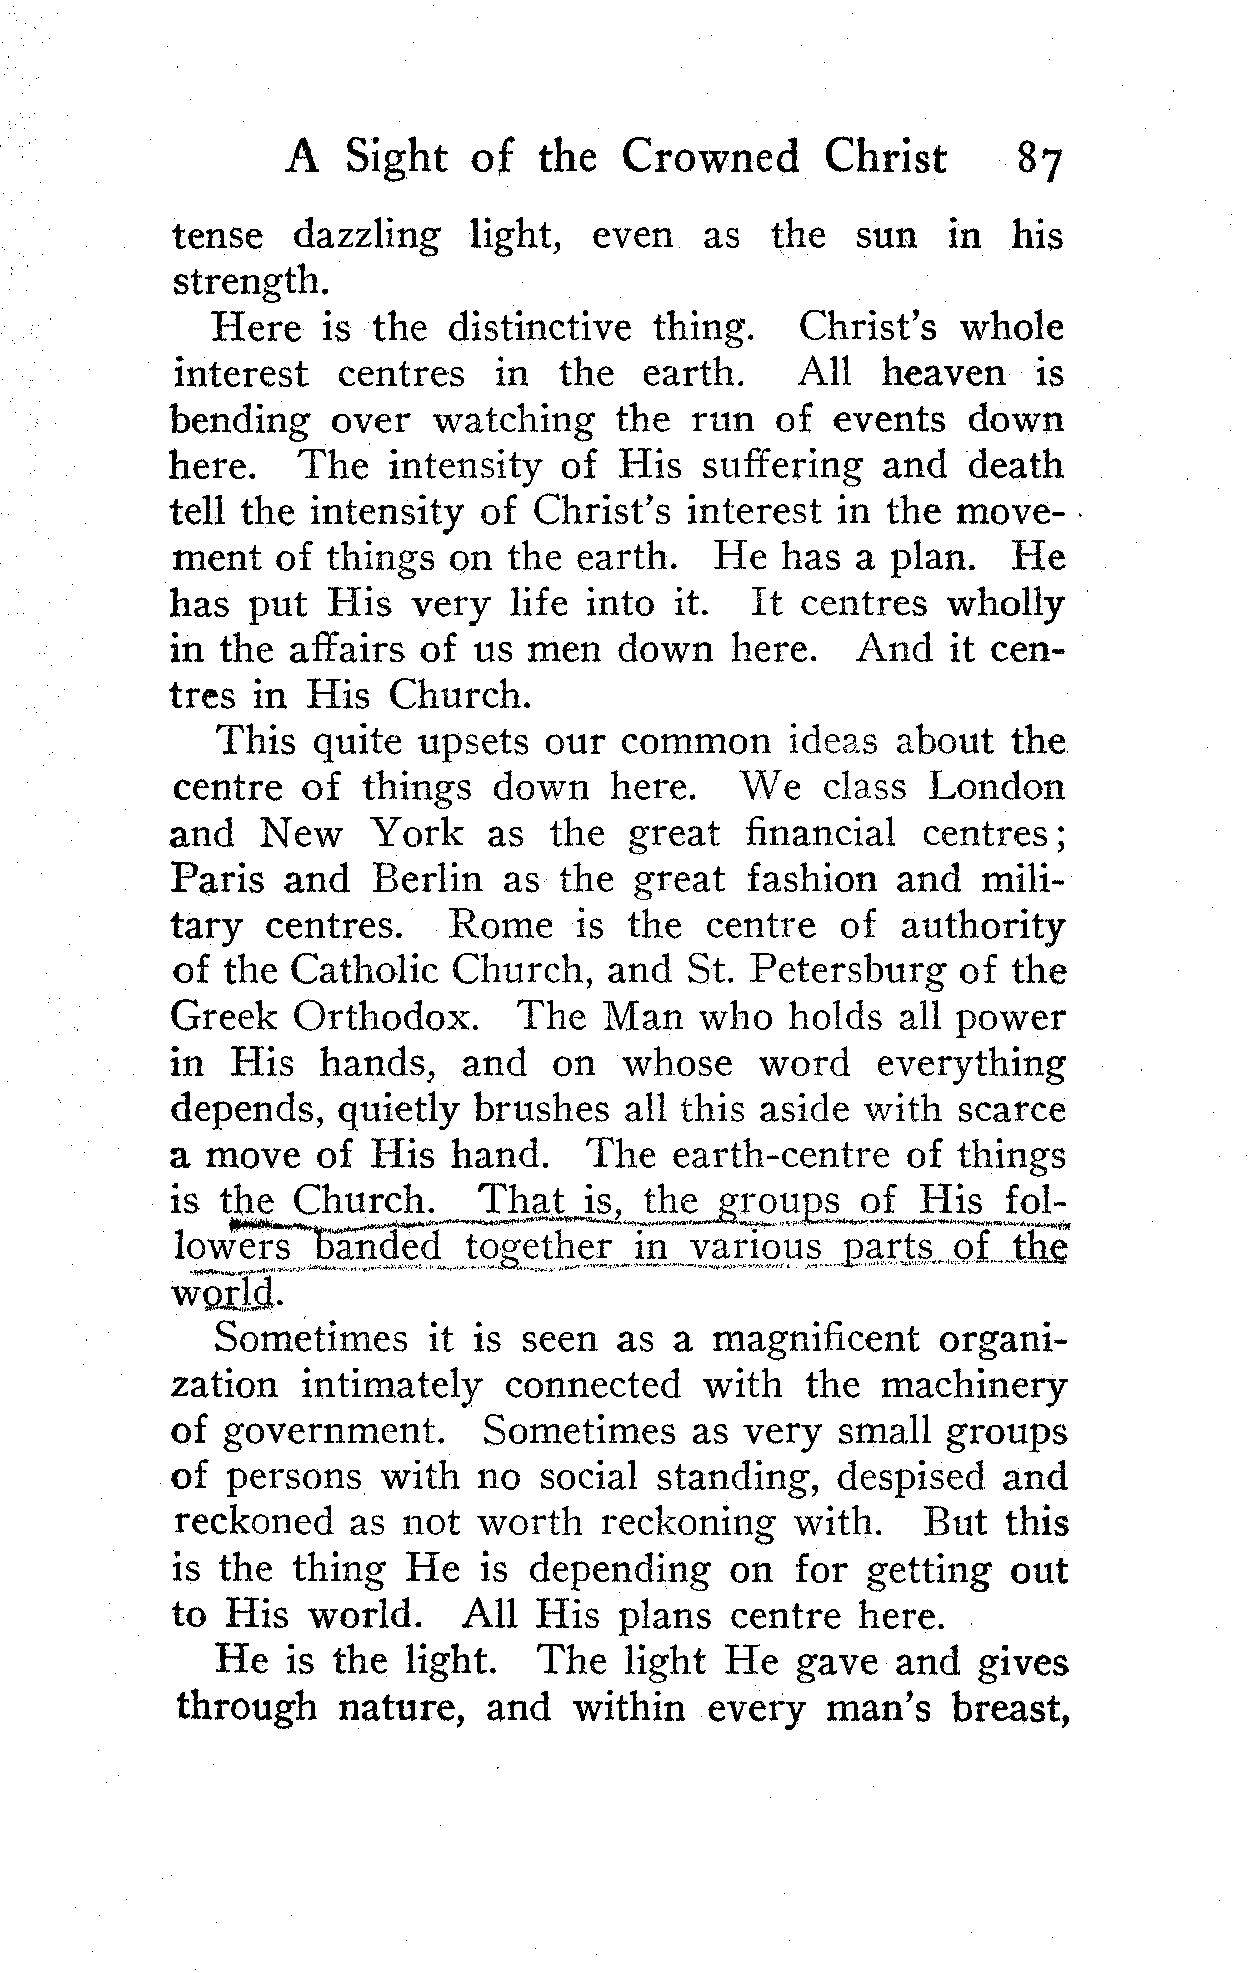 A Sight of the Crowned Christ 87
tense dazzling light, even as the sun in his
strength.
Here is the distinctive thing. Christ's whole
interest centres in the earth. All heaven is
bending over watching the run of events down
here. The intensity of His suffering and death
tell the intensity of Christ's interest in the move-
ment of things on the earth. He has a plan. He
has put His very life into it. It centres wholly
in the affairs of us men down here. And it cen-
tres in His Church.
This quite upsets our common ideas about the
centre of things down here. We class London
and New York as the great financial centres;
Paris and Berlin as the great fashion and mili-
tary centres. Rome is the centre of authority
of the Catholic Church, and St. Petersburg of the
Greek Orthodox. The Man who holds all power
in His hands, and on whose word everything
depends, quietly brushes all this aside with scarce
a move of His hand. The earth-centre of things
is the Church. That is, the groups of His fol-
lowers banded together in various parts of the
world.
Sometimes it is seen as a magnificent organi-
zation intimately connected with the machinery
of government. Sometimes as very small groups
of persons with no social standing, despised and
reckoned as not worth reckoning with. But this
is the thing He is depending on for getting out
to His world. All His plans centre here.
He is the light. The light He gave and gives
through nature, and within every man's breast,